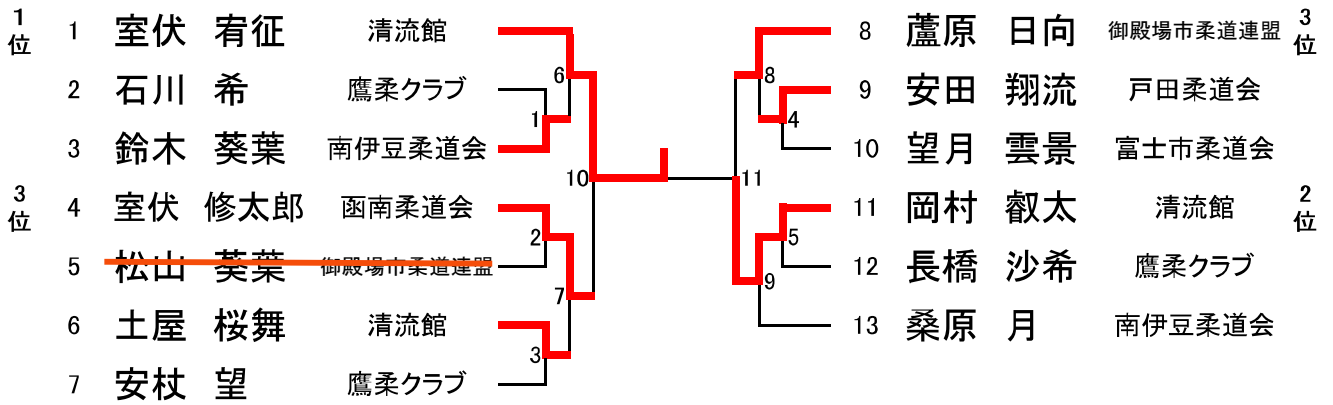 1位 1 室伏 宥征 清流館
2 石川 希 鷹柔クラブ
3 鈴木 葵葉 南伊豆柔道会
3位 4 室伏 修太郎 函南柔道会
5 松山 葵葉 御殿場市柔道連盟
6 土屋 桜舞 清流館
7 安杖 望 鷹柔クラブ
6
1
10
2
7
3
8
4
11
5
9
8 蘆原 日向 御殿場市柔道連盟 3位
9 安田 翔流 戸田柔道会
10 望月 雲景 富士市柔道会
11 岡村 叡太 清流館 2位
12 長橋 沙希 鷹柔クラブ
13 桑原 月 南伊豆柔道会